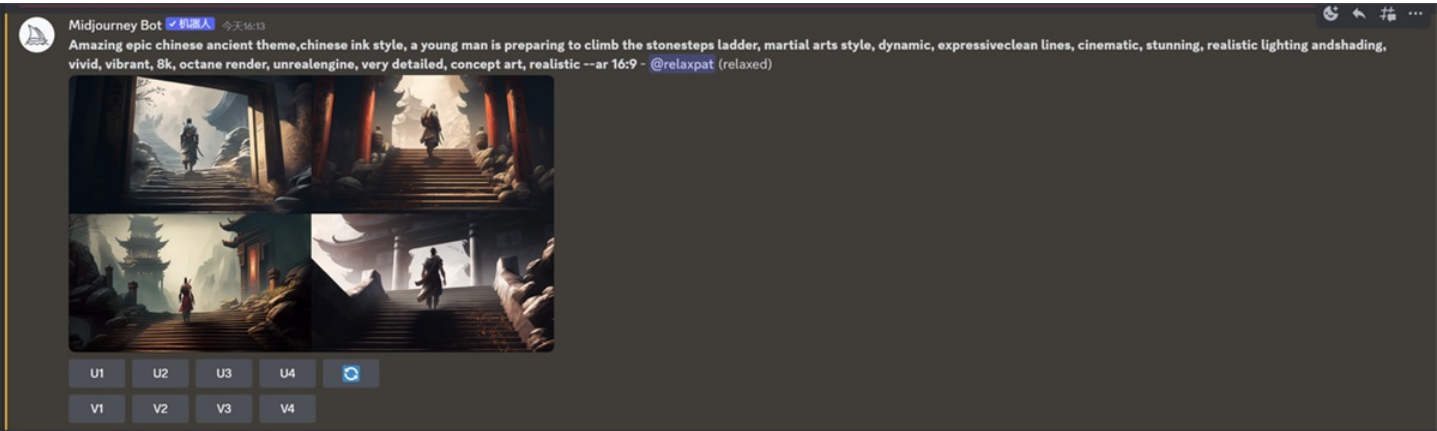 Midjourney Bot ✓机器人 今天16:13
Amazing epic chinese ancient theme,chinese ink style, a young man is preparing to climb the stonesteps ladder, martial arts style, dynamic, expressiveclean lines, cinematic, stunning, realistic lighting andshading,
vivid, vibrant, 8k, octane render, unrealengine, very detailed, concept art, realistic --ar 16:9 - @relaxpat (relaxed)
U1 U2 U3 U4
V1 V2 V3 V4